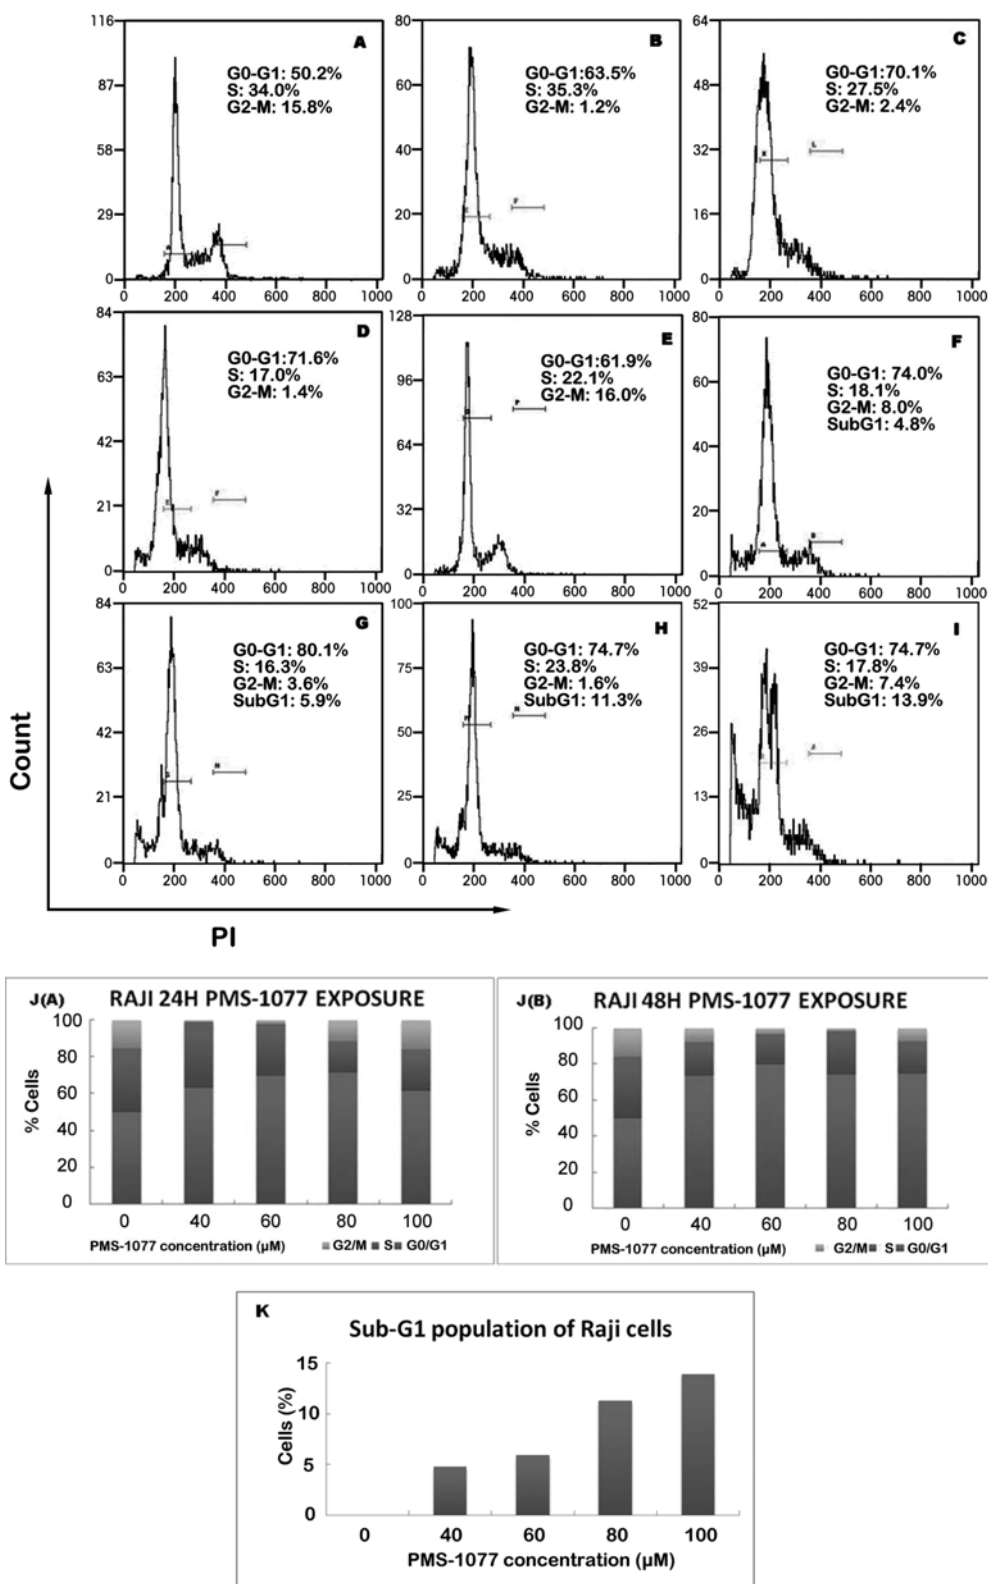 A
G0-G1: 50.2%
S: 34.0%
G2-M: 15.8%
116
87
58
29
0
0 200 400 600 800 1000
B
G0-G1:63.5%
S: 35.3%
G2-M: 1.2%
80
60
40
20
0
0 200 400 600 800 1000
C
G0-G1:70.1%
S: 27.5%
G2-M: 2.4%
64
48
32
16
0
0 200 400 600 800 1000
D
G0-G1:71.6%
S: 17.0%
G2-M: 1.4%
84
63
42
21
0
0 200 400 600 800 1000
E
G0-G1:61.9%
S: 22.1%
G2-M: 16.0%
128
96
64
32
0
0 200 400 600 800 1000
F
G0-G1: 74.0%
S: 18.1%
G2-M: 8.0%
SubG1: 4.8%
80
60
40
20
0
0 200 400 600 800 1000
G
G0-G1: 80.1%
S: 16.3%
G2-M: 3.6%
SubG1: 5.9%
84
63
42
21
0
0 200 400 600 800 1000
H
G0-G1: 74.7%
S: 23.8%
G2-M: 1.6%
SubG1: 11.3%
100
75
50
25
0
0 200 400 600 800 1000
I
G0-G1: 74.7%
S: 17.8%
G2-M: 7.4%
SubG1: 13.9%
52
39
26
13
0
0 200 400 600 800 1000
Count
PI
J(A) RAJI 24H PMS-1077 EXPOSURE
% Cells
100
80
60
40
20
0
0 40 60 80 100
PMS-1077 concentration (μM) G2/M S G0/G1
J(B) RAJI 48H PMS-1077 EXPOSURE
% Cells
100
80
60
40
20
0
0 40 60 80 100
PMS-1077 concentration (μM) G2/M S G0/G1
K
Sub-G1 population of Raji cells
Cells (%)
15
10
5
0
0 40 60 80 100
PMS-1077 concentration (μM)